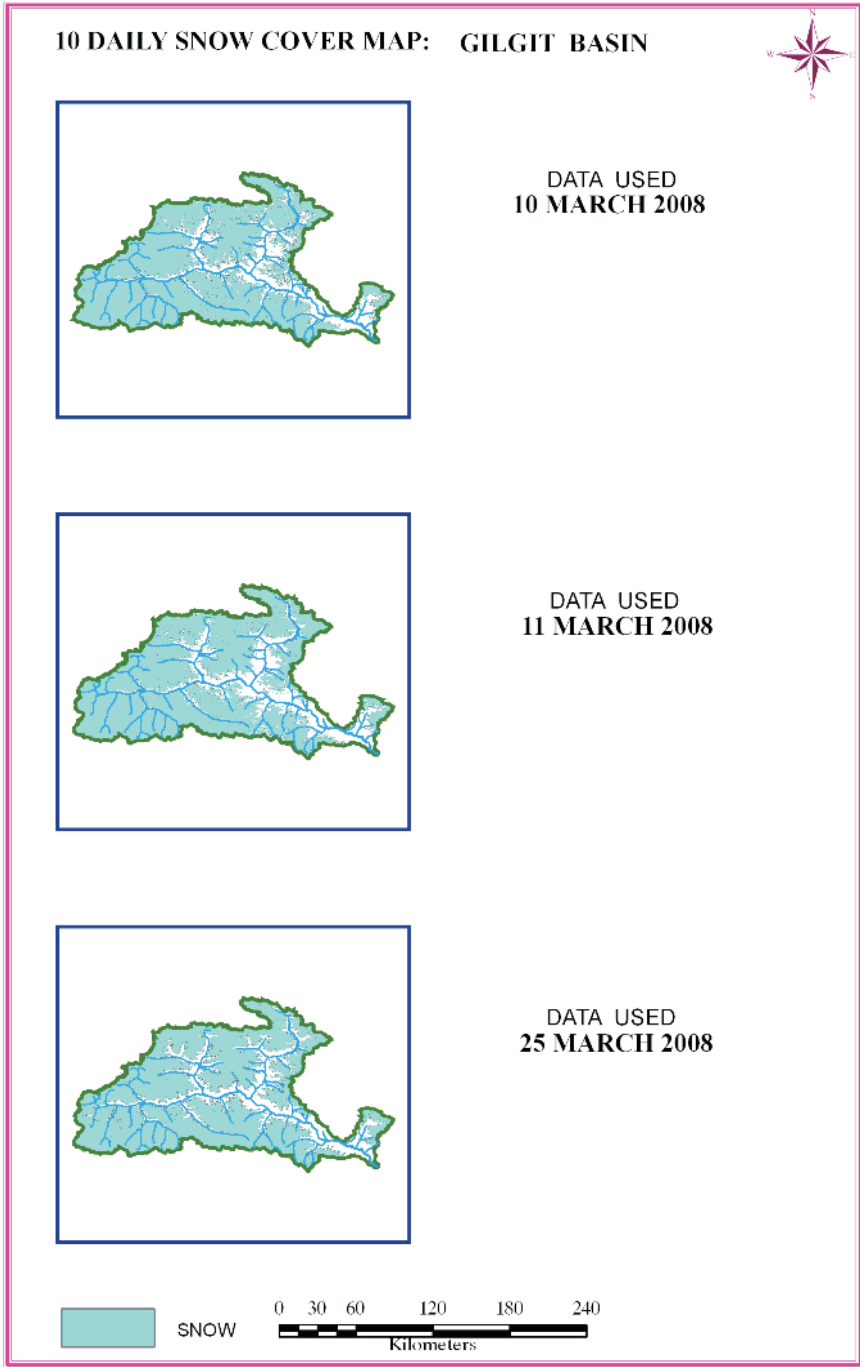 10 DAILY SNOW COVER MAP: GILGIT BASIN
N
W E
S
DATA USED
10 MARCH 2008
DATA USED
11 MARCH 2008
DATA USED
25 MARCH 2008
SNOW
0 30 60 120 180 240
Kilometers